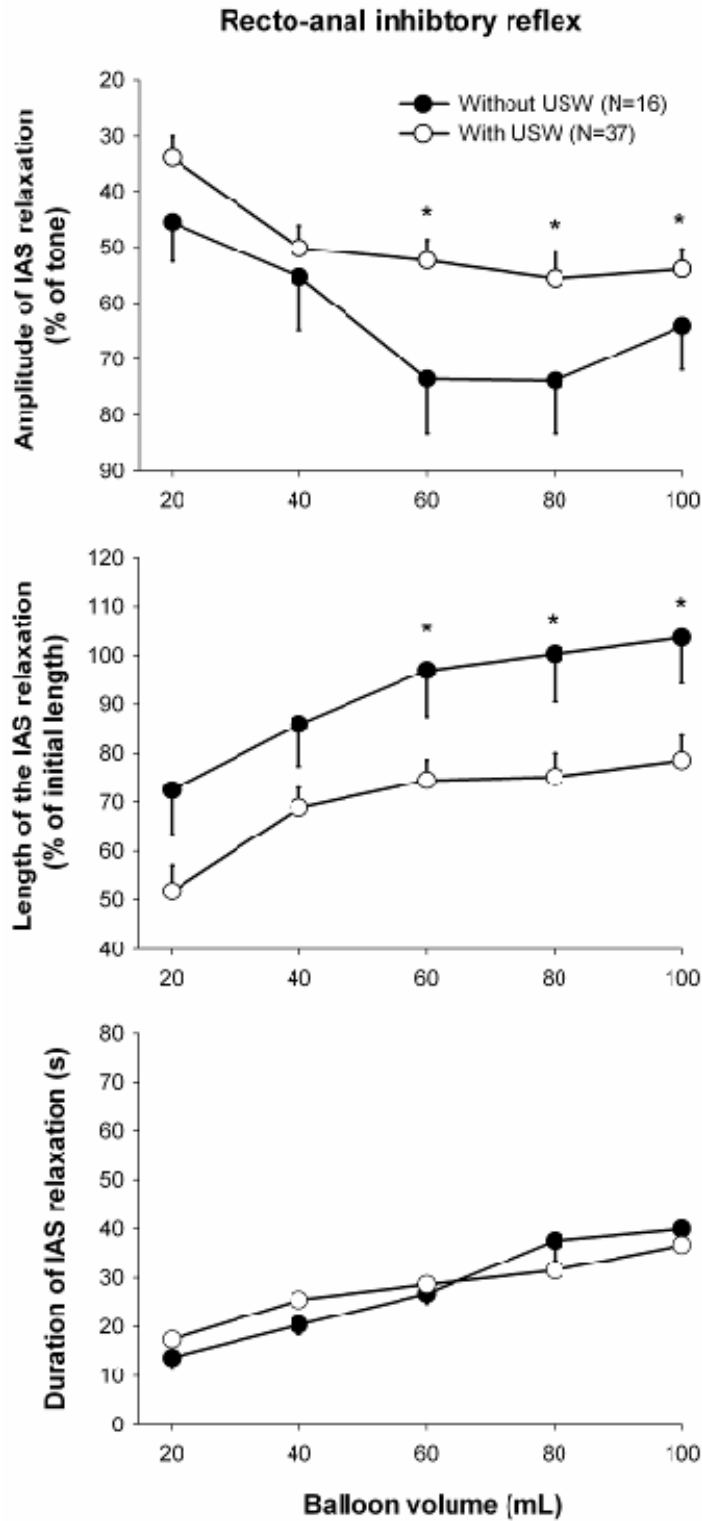 Recto-anal inhibtory reflex
Without USW (N=16)
With USW (N=37)
Amplitude of IAS relaxation
(% of tone)
20
30
40
50
60
70
80
90
* * *
20 40 60 80 100
Length of the IAS relaxation
(% of initial length)
120
110
100
90
80
70
60
50
40
* * *
20 40 60 80 100
Duration of IAS relaxation (s)
80
70
60
50
40
30
20
10
0
20 40 60 80 100
Balloon volume (mL)